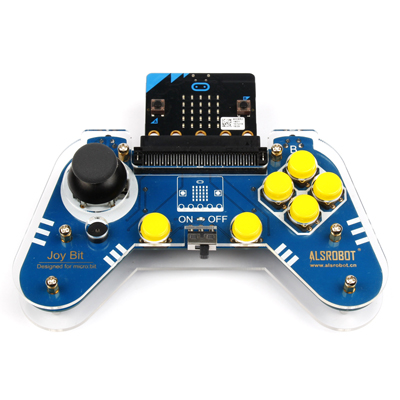 B
ON OFF
Joy Bit
Designed for micro:bit
ALSROBOT
www.alsrobot.cn